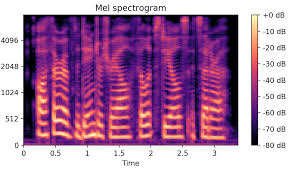 Mel spectrogram
+0 dB
4096
-10 dB
-20 dB
2048
-30 dB
-40 dB
1024
-50 dB
512
-60 dB
-70 dB
0
-80 dB
0 0.5 1 1.5 2 2.5 3
Time